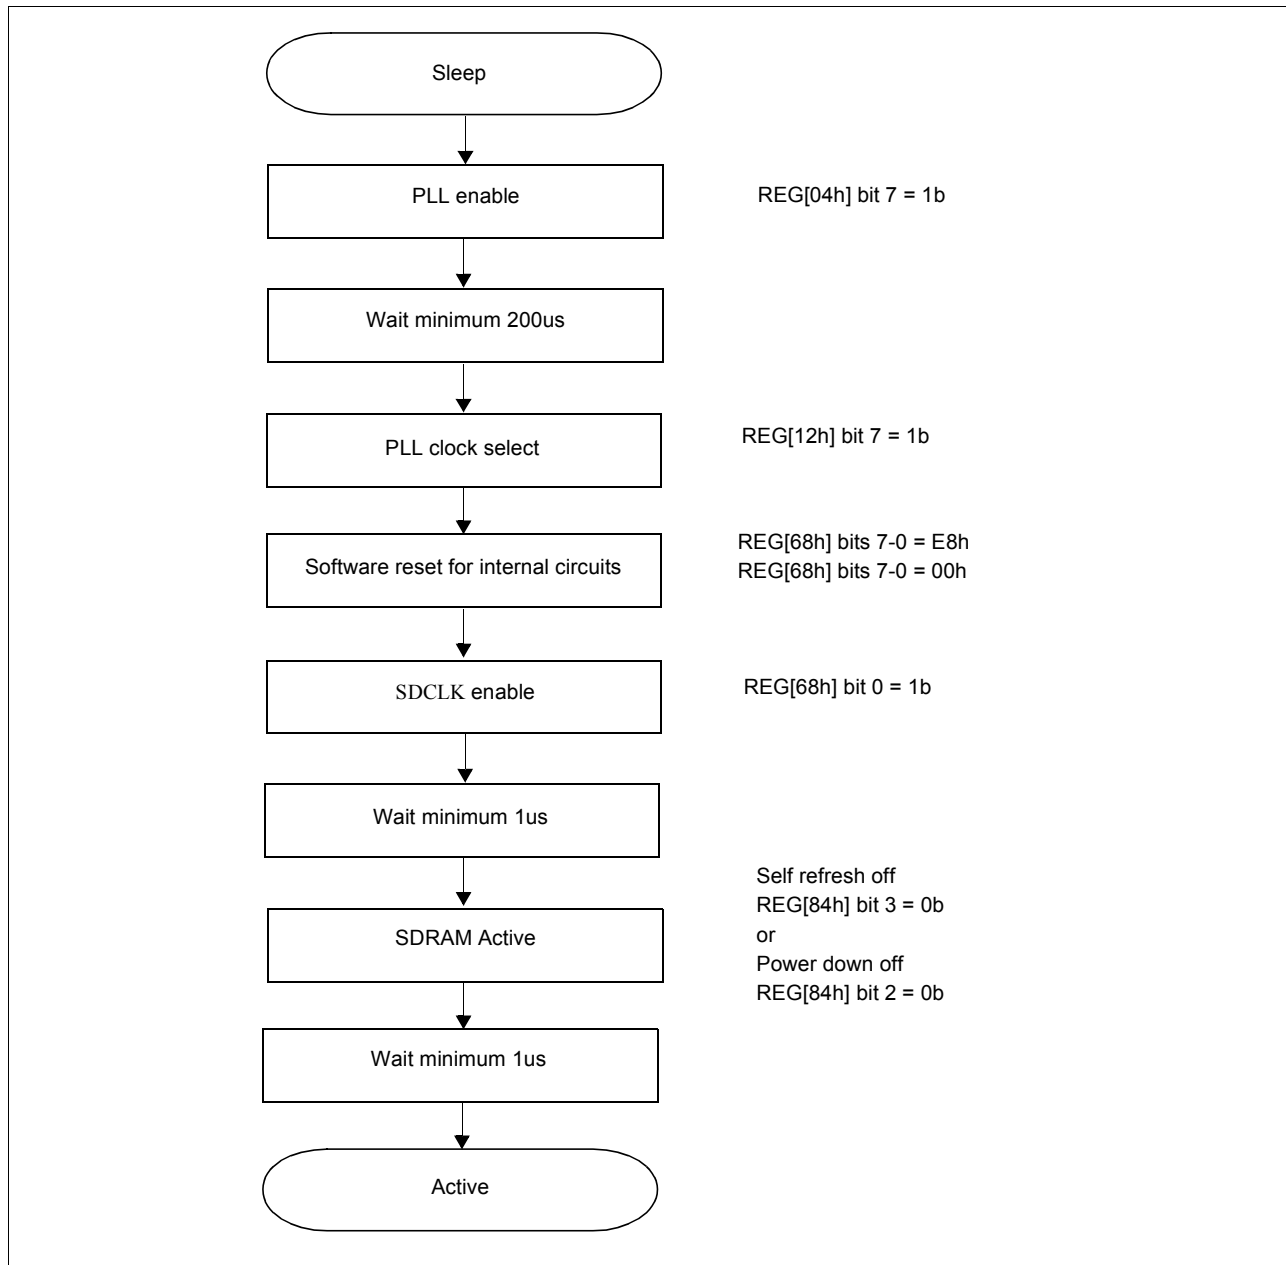 Sleep
PLL enable
REG[04h] bit 7 = 1b
Wait minimum 200us
PLL clock select
REG[12h] bit 7 = 1b
Software reset for internal circuits
REG[68h] bits 7-0 = E8h
REG[68h] bits 7-0 = 00h
SDCLK enable
REG[68h] bit 0 = 1b
Wait minimum 1us
SDRAM Active
Self refresh off
REG[84h] bit 3 = 0b
or
Power down off
REG[84h] bit 2 = 0b
Wait minimum 1us
Active